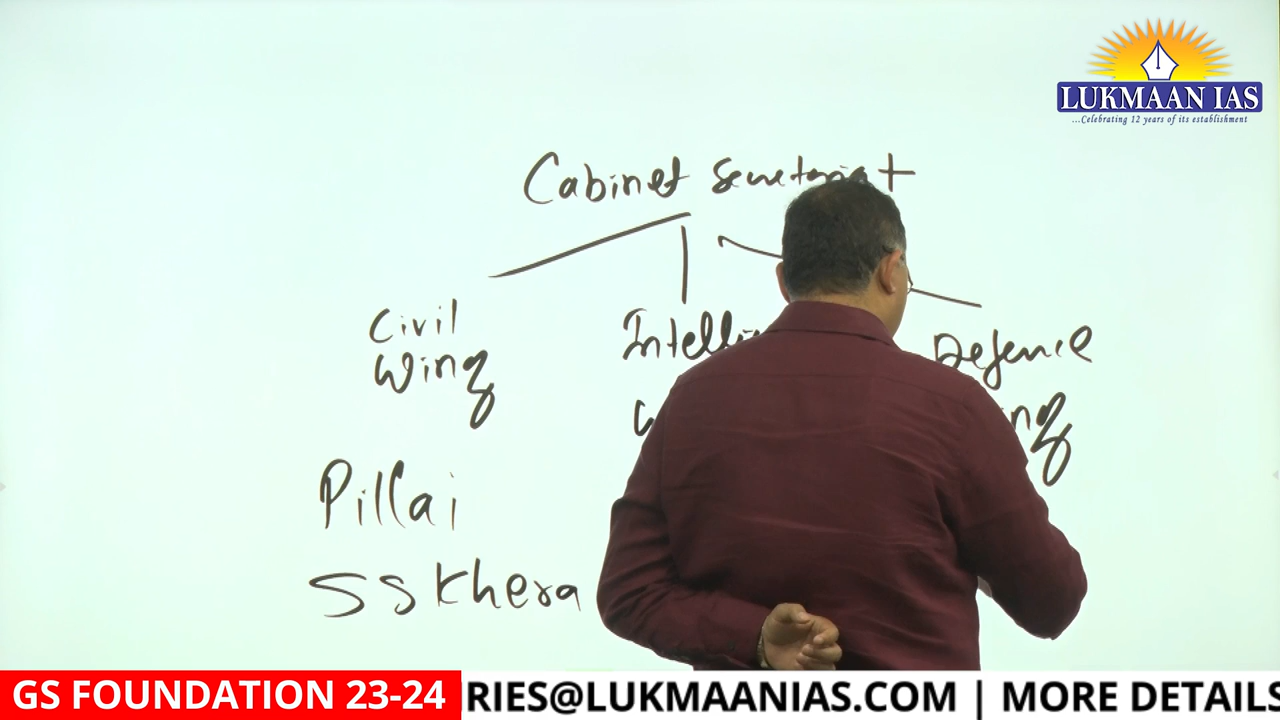 LUKMAAN IAS
...Celebrating 12 years of its establishment
Cabinet Secretariat
Civil
Wing
Defence
Pillai
SS Khera
GS FOUNDATION 23-24
RIES@LUKMAANIAS.COM | MORE DETAILS